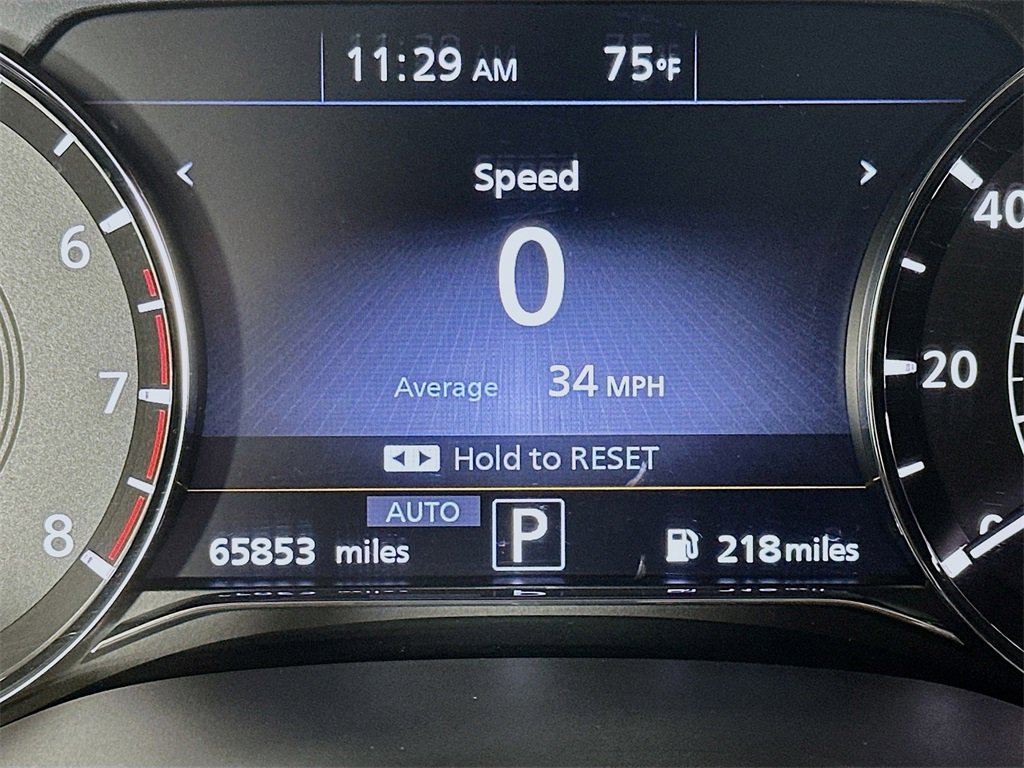 11:29 AM 75°F
< Speed >
0
Average 34 MPH
Hold to RESET
AUTO
65853 miles P 218 miles
6
7
8
40
20
0